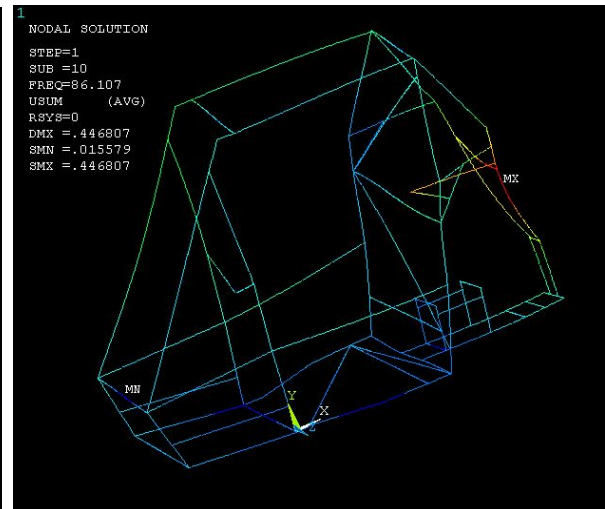 1
NODAL SOLUTION
STEP=1
SUB =10
FREQ=86.107
USUM (AVG)
RSYS=0
DMX =.446807
SMN =.015579
SMX =.446807
MX
MN
Y
X
Z